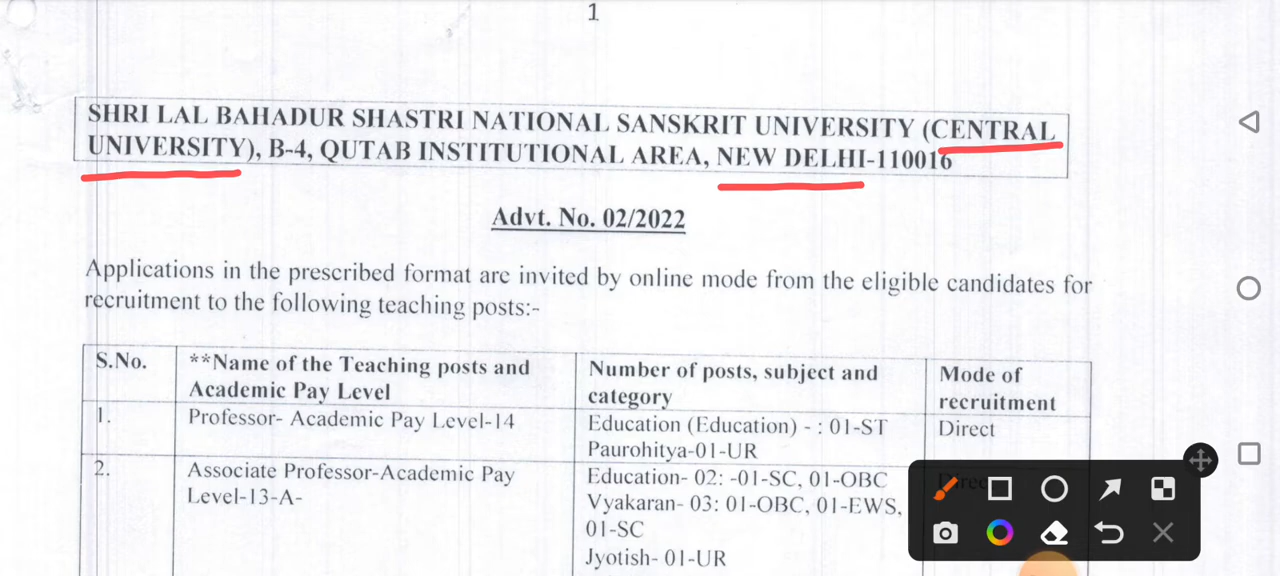 1
SHRI LAL BAHADUR SHASTRI NATIONAL SANSKRIT UNIVERSITY (CENTRAL
UNIVERSITY), B-4, QUTAB INSTITUTIONAL AREA, NEW DELHI-110016
Advt. No. 02/2022
Applications in the prescribed format are invited by online mode from the eligible candidates for
recruitment to the following teaching posts:-
S.No. **Name of the Teaching posts and Number of posts, subject and Mode of
Academic Pay Level category recruitment
1. Professor- Academic Pay Level-14 Education (Education) - : 01-ST Direct
Paurohitya-01-UR
2. Associate Professor-Academic Pay Education- 02: -01-SC, 01-OBC
Level-13-A- Vyakaran- 03: 01-OBC, 01-EWS,
01-SC
Jyotish- 01-UR